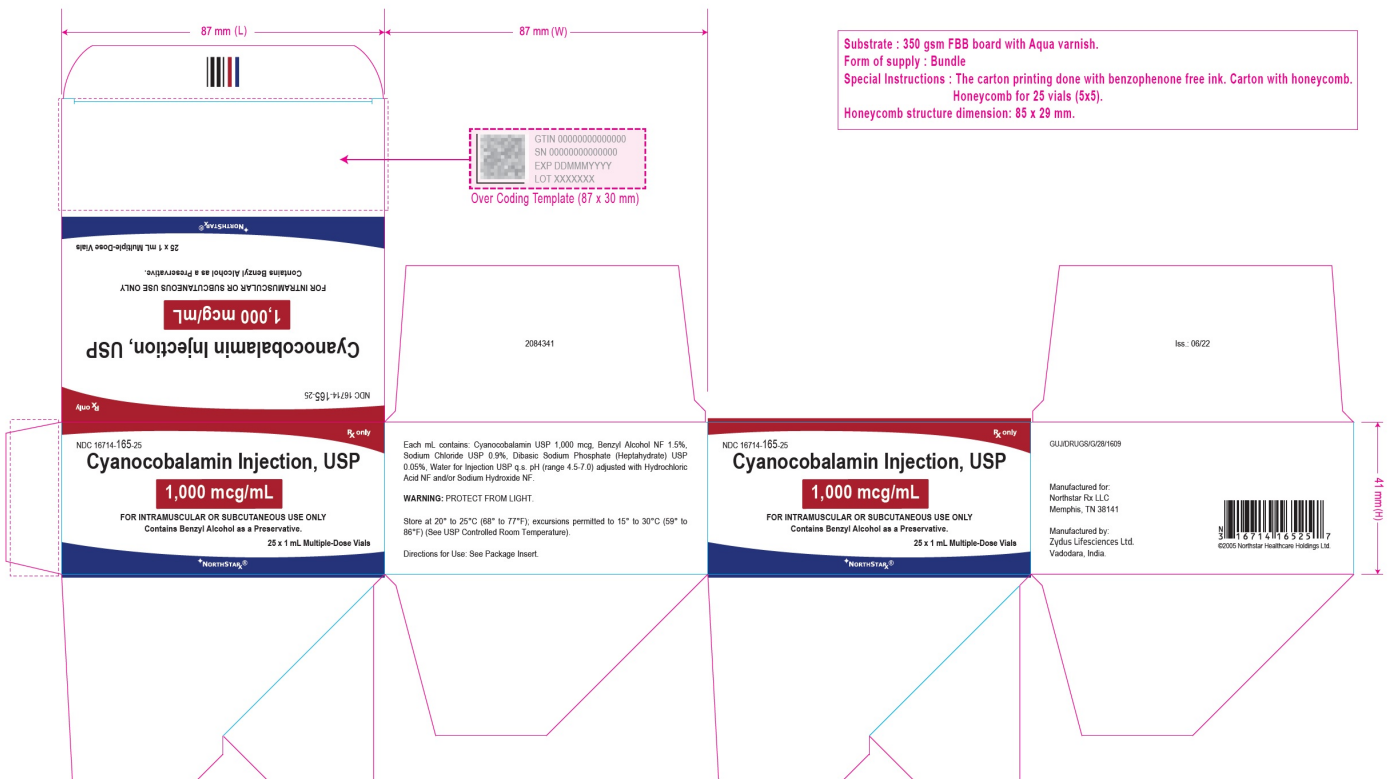 87 mm (L)
87 mm (W)
Substrate : 350 gsm FBB board with Aqua varnish.
Form of supply : Bundle
Special Instructions : The carton printing done with benzophenone free ink. Carton with honeycomb.
Honeycomb for 25 vials (5x5).
Honeycomb structure dimension: 85 x 29 mm.
GTIN 00000000000000
SN 00000000000000
EXP DDMMMYYYY
LOT XXXXXXX
Over Coding Template (87 x 30 mm)
NORTHSTARx®
25 x 1 mL Multiple-Dose Vials
Contains Benzyl Alcohol as a Preservative.
FOR INTRAMUSCULAR OR SUBCUTANEOUS USE ONLY
1,000 mcg/mL
Cyanocobalamin Injection, USP
NDC 16714-165-25
Rx only
2084341
Iss.: 06/22
Rx only
NDC 16714-165-25
Cyanocobalamin Injection, USP
1,000 mcg/mL
FOR INTRAMUSCULAR OR SUBCUTANEOUS USE ONLY
Contains Benzyl Alcohol as a Preservative.
25 x 1 mL Multiple-Dose Vials
NORTHSTARx®
Each mL contains: Cyanocobalamin USP 1,000 mcg, Benzyl Alcohol NF 1.5%,
Sodium Chloride USP 0.9%, Dibasic Sodium Phosphate (Heptahydrate) USP
0.05%, Water for Injection USP q.s. pH (range 4.5-7.0) adjusted with Hydrochloric
Acid NF and/or Sodium Hydroxide NF.
WARNING: PROTECT FROM LIGHT.
Store at 20° to 25°C (68° to 77°F); excursions permitted to 15° to 30°C (59° to
86°F) (See USP Controlled Room Temperature).
Directions for Use: See Package Insert.
Rx only
NDC 16714-165-25
Cyanocobalamin Injection, USP
1,000 mcg/mL
FOR INTRAMUSCULAR OR SUBCUTANEOUS USE ONLY
Contains Benzyl Alcohol as a Preservative.
25 x 1 mL Multiple-Dose Vials
NORTHSTARx®
GUJ/DRUGS/G/28/1609
Manufactured for:
Northstar Rx LLC
Memphis, TN 38141
Manufactured by:
Zydus Lifesciences Ltd.
Vadodara, India.
N
3 16714 16525 7
©2005 Northstar Healthcare Holdings Ltd.
41 mm (H)